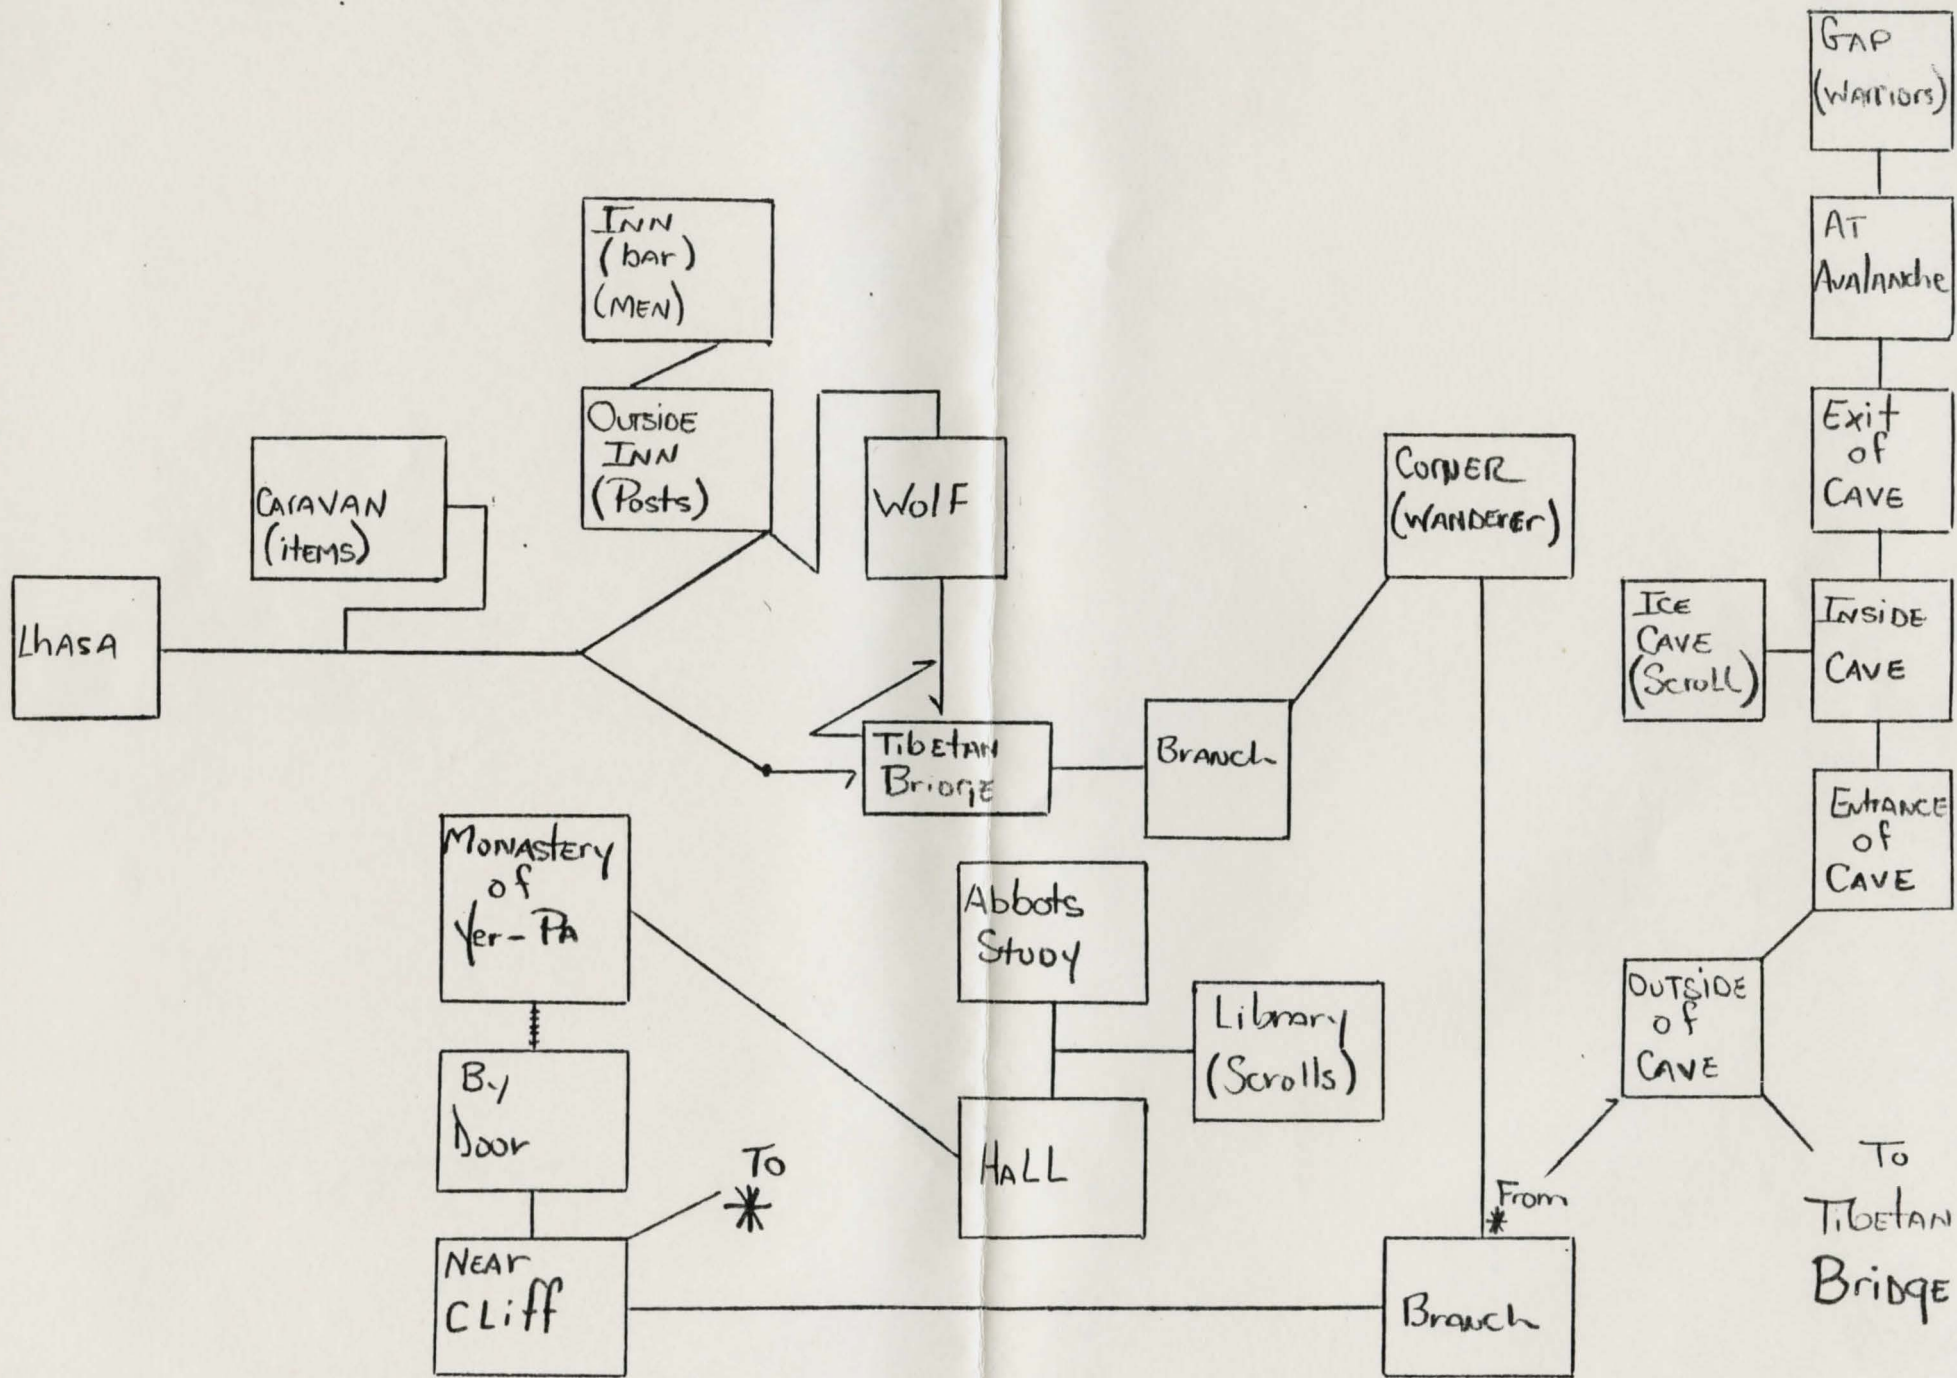 GAP
(WARRIORS)
AT
AVALANCHE
INN
(bar)
(MEN)
OUTSIDE
INN
(Posts)
WOLF
CORNER
(WANDERER)
Exit
of
CAVE
CARAVAN
(ITEMS)
LHASA
ICE
CAVE
(SCROLL)
INSIDE
CAVE
Tibetan
Bridge
BRANCH
ENTRANCE
of
CAVE
MONASTERY
of
Yer-PA
Abbots
Study
Library
(Scrolls)
OUTSIDE
of
CAVE
By
Door
HALL
To
*
From
*
To
TIBETAN
BRIDGE
NEAR
CLiff
BRANCH